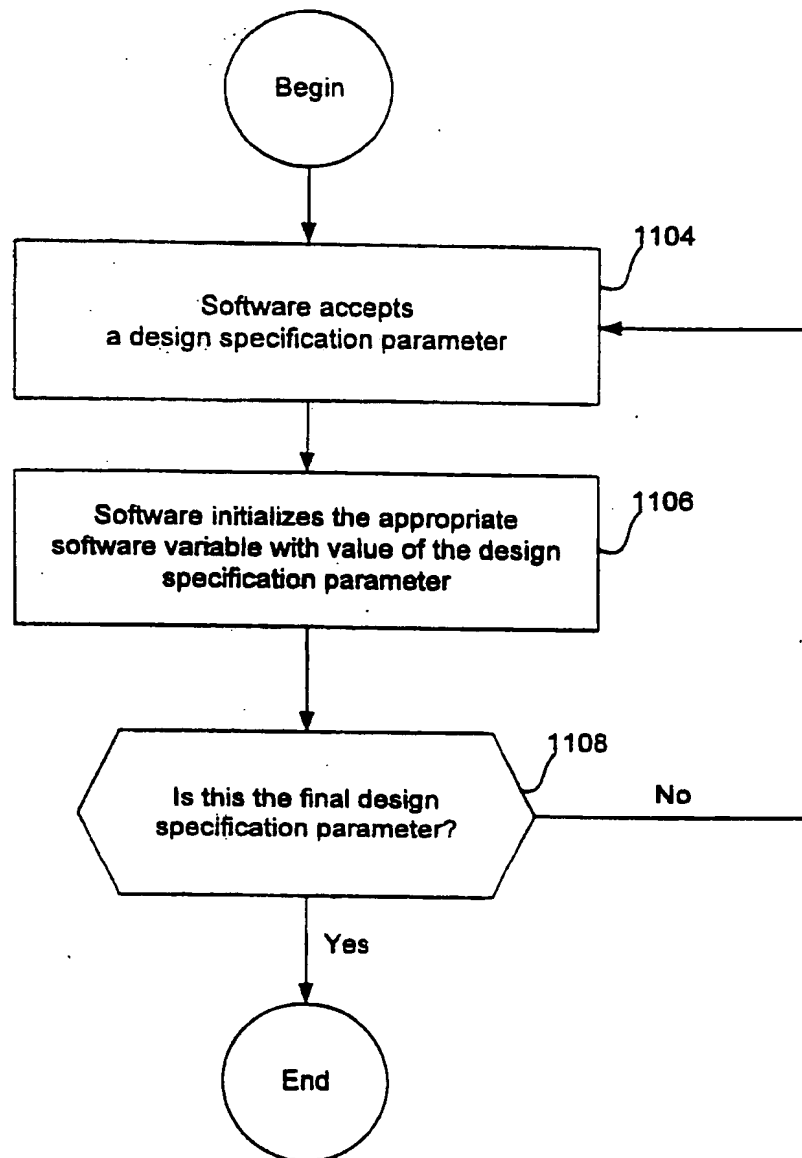 Begin
1104
Software accepts
a design specification parameter
1106
Software initializes the appropriate
software variable with value of the design
specification parameter
1108
Is this the final design
specification parameter?
No
Yes
End